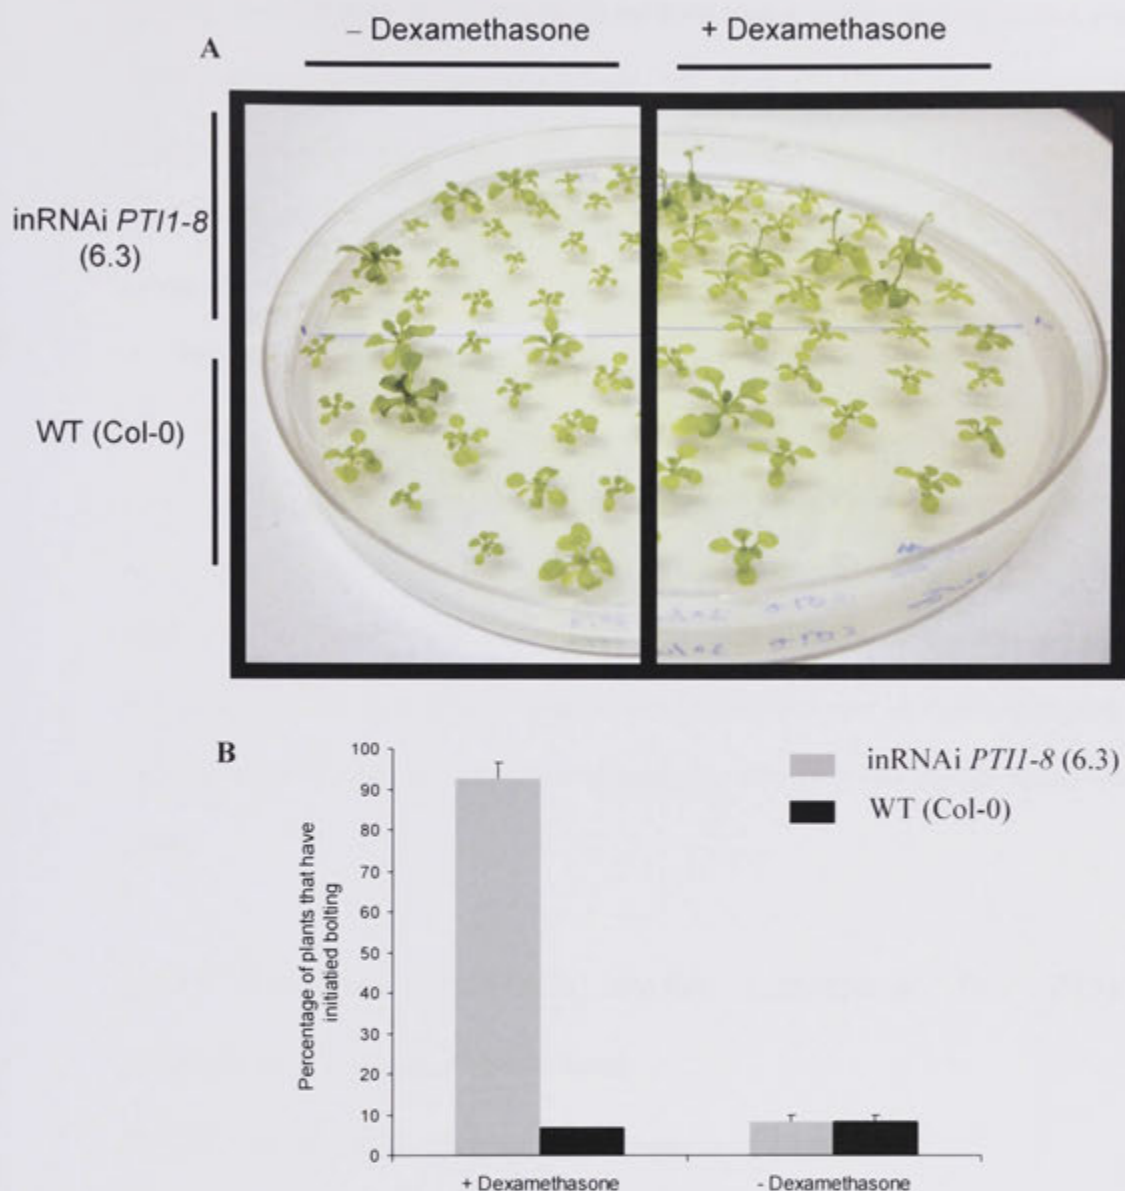 – Dexamethasone
+ Dexamethasone
A
inRNAi PTI1-8
(6.3)
WT (Col-0)
B
inRNAi PTI1-8 (6.3)
WT (Col-0)
Percentage of plants that have
initiatied bolting
100
90
80
70
60
50
40
30
20
10
0
+ Dexamethasone
- Dexamethasone